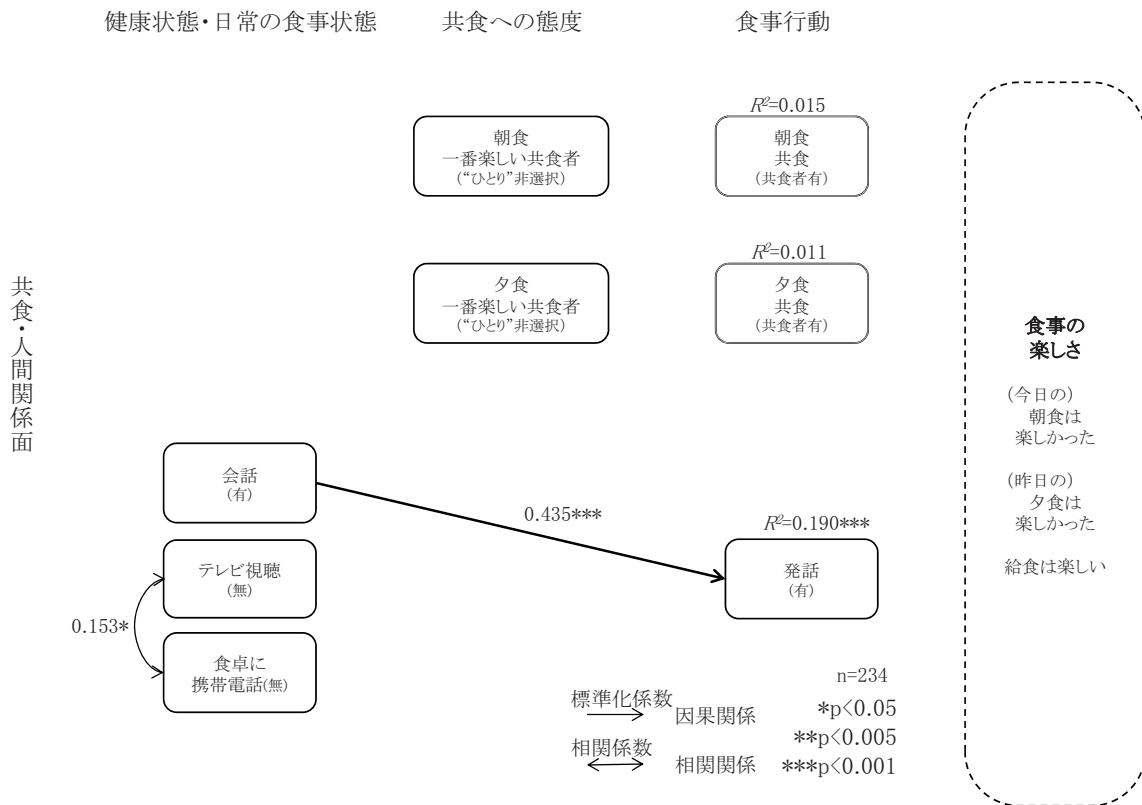 健康状態・日常の食事状態
共食への態度
食事行動
共食・人間関係面
朝食
一番楽しい共食者
(“ひとり”非選択)
R²=0.015
朝食
共食
(共食者有)
夕食
一番楽しい共食者
(“ひとり”非選択)
R²=0.011
夕食
共食
(共食者有)
会話
(有)
0.435***
R²=0.190***
発話
(有)
テレビ視聴
(無)
0.153*
食卓に
携帯電話(無)
食事の
楽しさ
(今日の)
朝食は
楽しかった
(昨日の)
夕食は
楽しかった
給食は楽しい
n=234
標準化係数
因果関係
*p<0.05
**p<0.005
相関係数
相関関係
***p<0.001